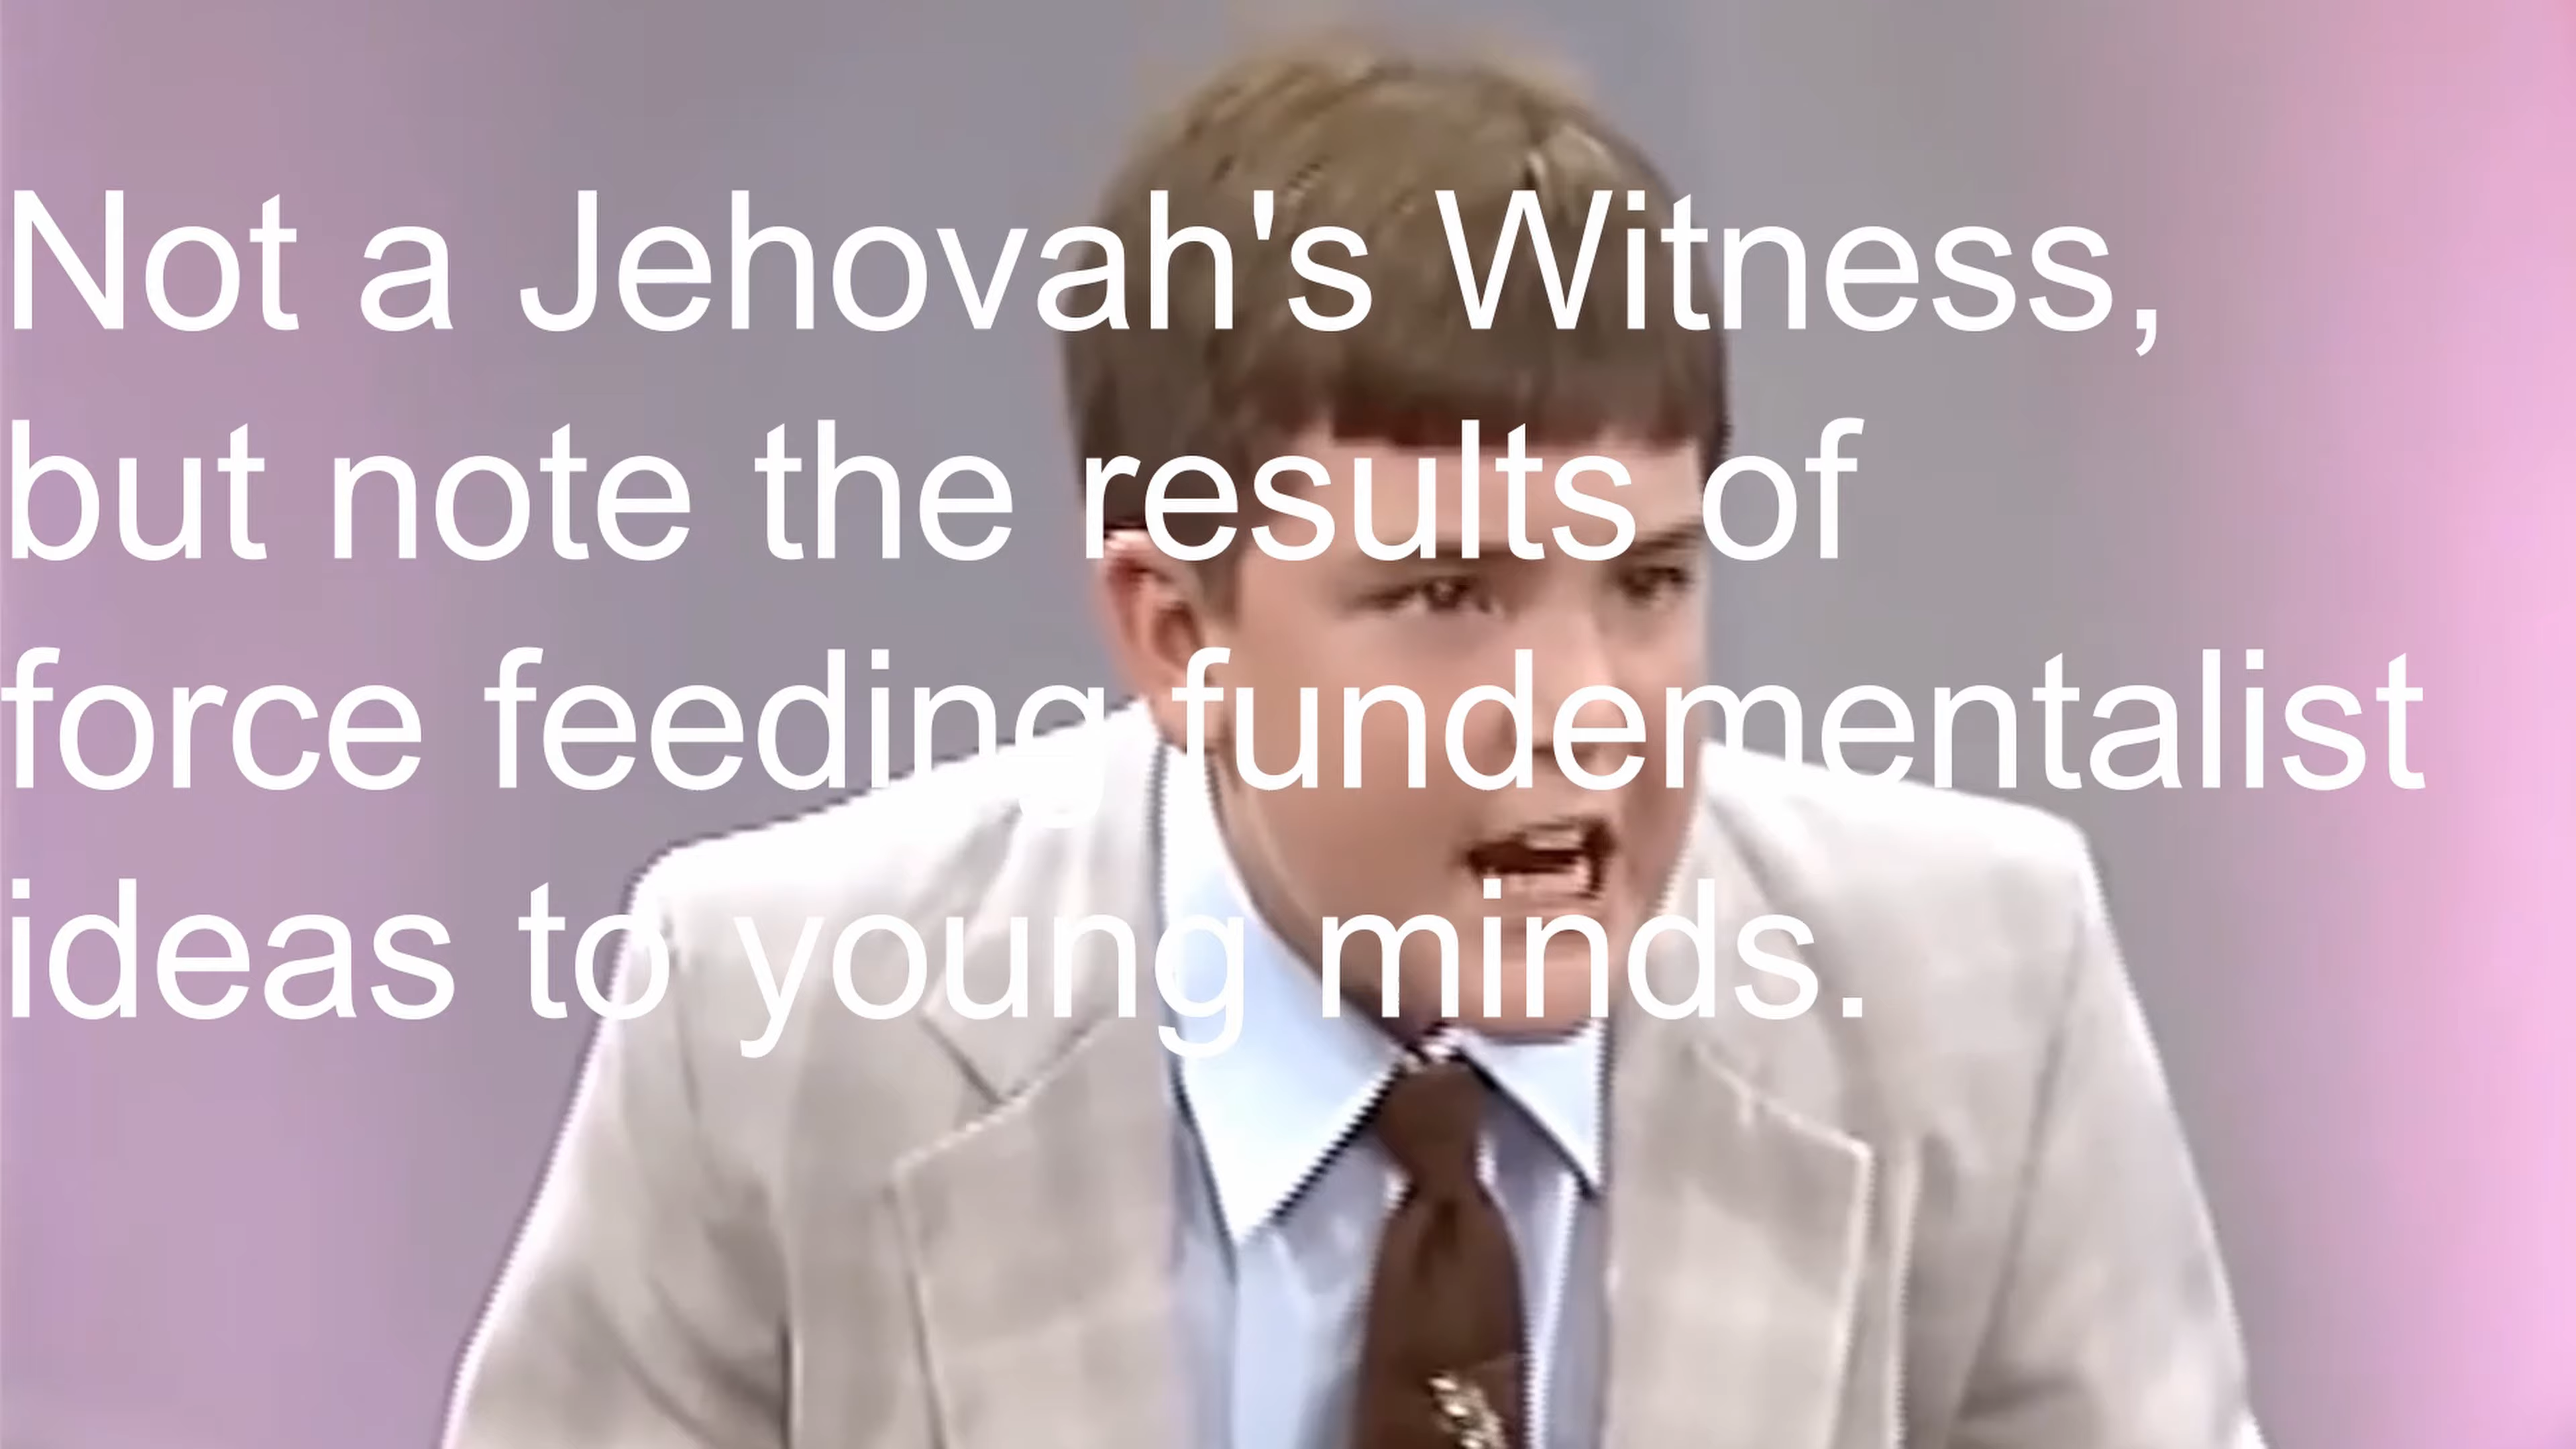 Not a Jehovah's Witness,
but note the results of
force feeding fundementalist
ideas to young minds.